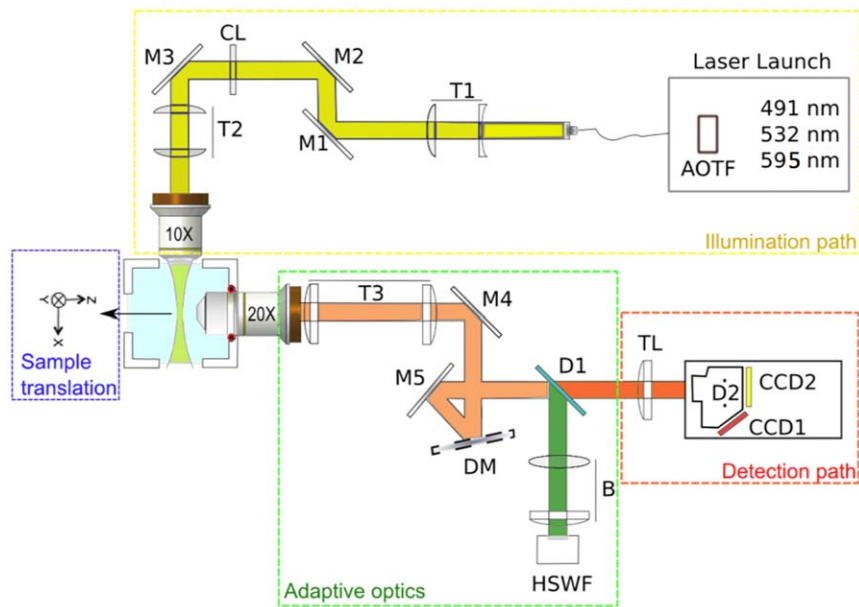 CL
M3
M2
T1
Laser Launch
491 nm
532 nm
595 nm
AOTF
T2
M1
10X
Illumination path
Y
Z
X
Sample
translation
20X
T3
M4
M5
D1
DM
B
HSWF
Adaptive optics
TL
D2
CCD2
CCD1
Detection path